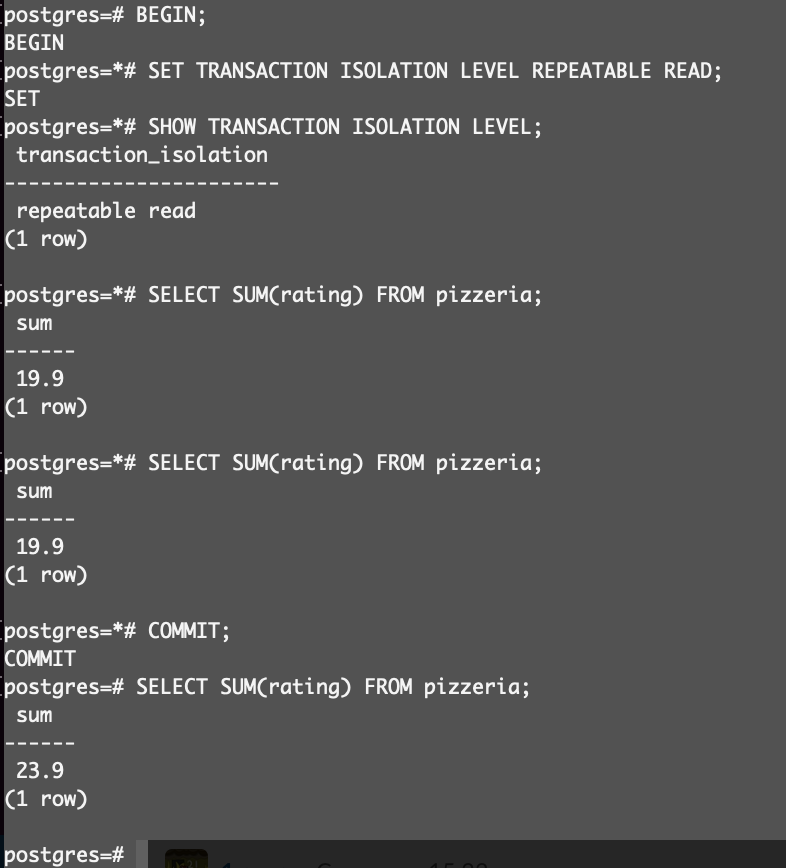 postgres=# BEGIN;
BEGIN
postgres=*# SET TRANSACTION ISOLATION LEVEL REPEATABLE READ;
SET
postgres=*# SHOW TRANSACTION ISOLATION LEVEL;
 transaction_isolation
-----------------------
 repeatable read
(1 row)

postgres=*# SELECT SUM(rating) FROM pizzeria;
 sum
------
 19.9
(1 row)

postgres=*# SELECT SUM(rating) FROM pizzeria;
 sum
------
 19.9
(1 row)

postgres=*# COMMIT;
COMMIT
postgres=# SELECT SUM(rating) FROM pizzeria;
 sum
------
 23.9
(1 row)

postgres=#